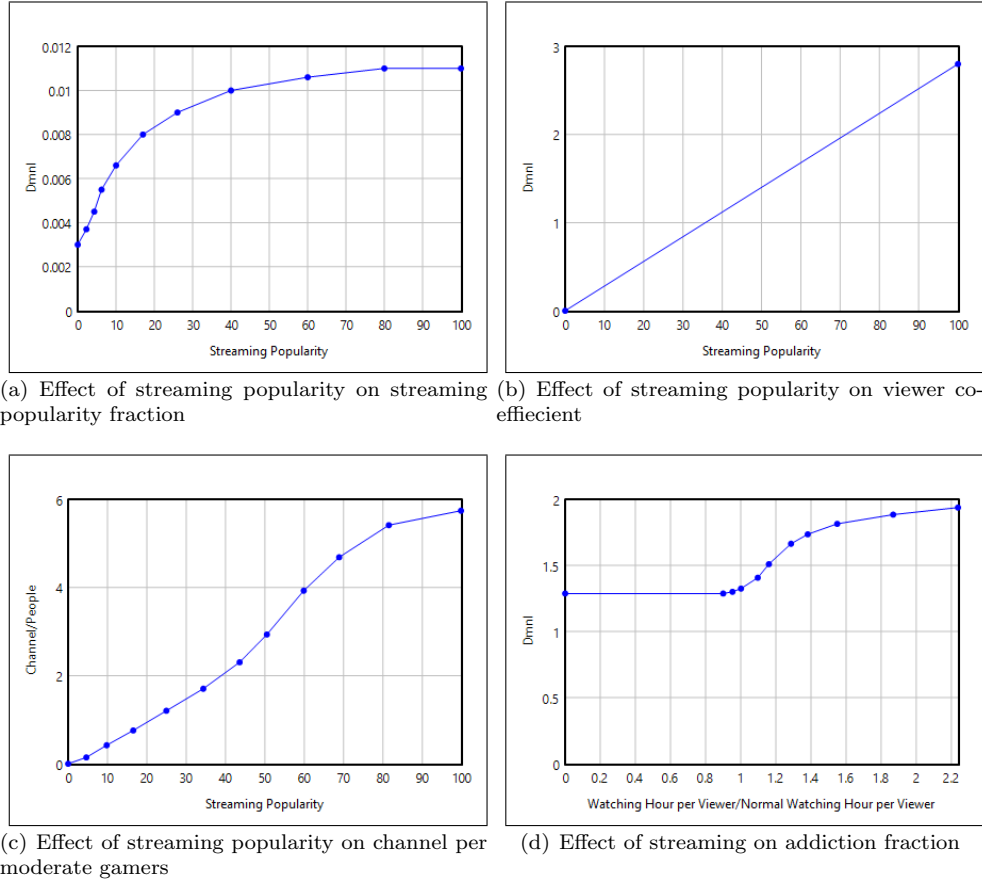 0.012
0.01
0.008
0.006
0.004
0.002
0
Dmnl
0 10 20 30 40 50 60 70 80 90 100
Streaming Popularity
(a) Effect of streaming popularity on streaming
popularity fraction
3
2
1
0
Dmnl
0 10 20 30 40 50 60 70 80 90 100
Streaming Popularity
(b) Effect of streaming popularity on viewer co-
effiecient
6
4
2
0
Channel/People
0 10 20 30 40 50 60 70 80 90 100
Streaming Popularity
(c) Effect of streaming popularity on channel per
moderate gamers
2
1.5
1
0.5
0
Dmnl
0 0.2 0.4 0.6 0.8 1 1.2 1.4 1.6 1.8 2 2.2
Watching Hour per Viewer/Normal Watching Hour per Viewer
(d) Effect of streaming on addiction fraction